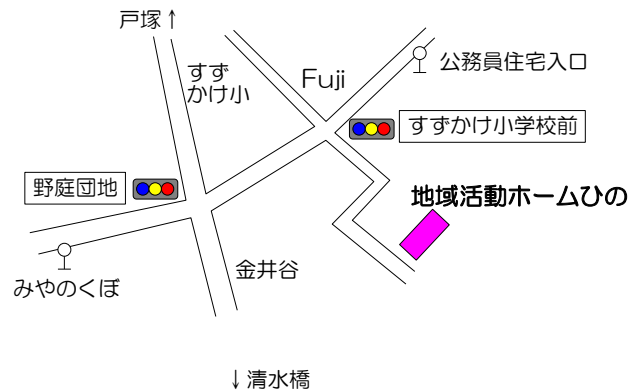 戸塚↑
すず
かけ小
Fuji
公務員住宅入口
すずかけ小学校前
野庭団地
地域活動ホームひの
金井谷
みやのくぼ
↓清水橋